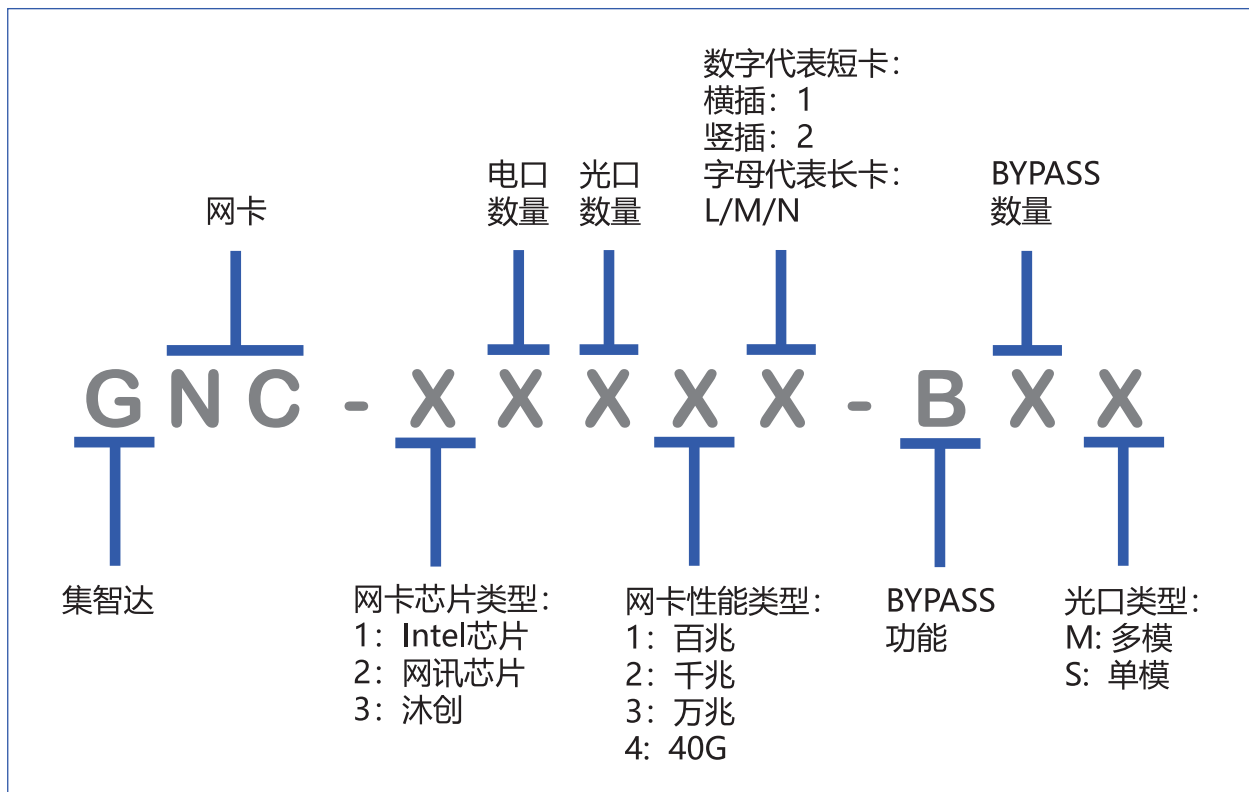 数字代表短卡：
横插：1
竖插：2
字母代表长卡：
L/M/N
网卡
电口
数量
光口
数量
BYPASS
数量
GNC-XXXXX-BXX
集智达
网卡芯片类型：
1：Intel芯片
2：网讯芯片
3：沐创
网卡性能类型：
1：百兆
2：千兆
3：万兆
4: 40G
BYPASS
功能
光口类型：
M: 多模
S: 单模